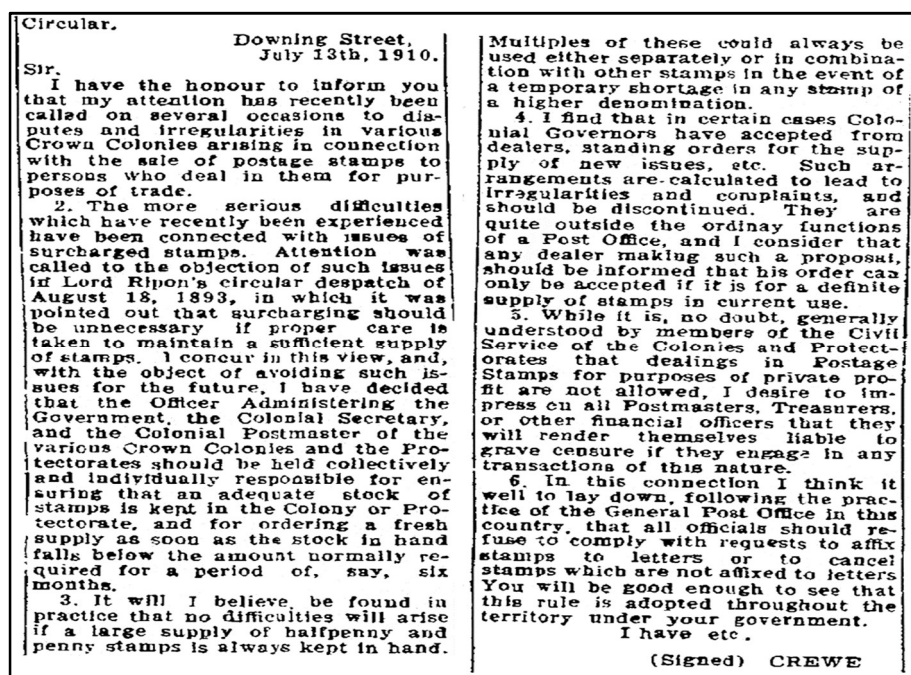 Circular.
Downing Street,
July 13th, 1910.
Sir.
I have the honour to inform you
that my attention has recently been
called on several occasions to dis-
putes and irregularities in various
Crown Colonies arising in connection
with the sale of postage stamps to
persons who deal in them for pur-
poses of trade.
2. The more serious difficulties
which have recently been experienced
have been connected with issues of
surcharged stamps. Attention was
called to the objection of such issues
in Lord Ripon's circular despatch of
August 18, 1893, in which it was
pointed out that surcharging should
be unnecessary if proper care is
taken to maintain a sufficient supply
of stamps. I concur in this view, and,
with the object of avoiding such is-
sues for the future, I have decided
that the Officer Administering the
Government, the Colonial Secretary,
and the Colonial Postmaster of the
various Crown Colonies and the Pro-
tectorates should be held collectively
and individually responsible for en-
suring that an adequate stock of
stamps is kept in the Colony or Pro-
tectorate, and for ordering a fresh
supply as soon as the stock in hand
falls below the amount normally re-
quired for a period of, say, six
months.
3. It will I believe, be found in
practice that no difficulties will arise
if a large supply of halfpenny and
penny stamps is always kept in hand.
Multiples of these could always be
used either separately or in combina-
tion with other stamps in the event of
a temporary shortage in any stamp of
a higher denomination.
4. I find that in certain cases Colo-
nial Governors have accepted from
dealers, standing orders for the sup-
ply of new issues, etc. Such ar-
rangements are calculated to lead to
irregularities and complaints, and
should be discontinued. They are
quite outside the ordinay functions
of a Post Office, and I consider that
any dealer making such a proposal,
should be informed that his order can
only be accepted if it is for a definite
supply of stamps in current use.
5. While it is, no doubt, generally
understood by members of the Civil
Service of the Colonies and Protect-
orates that dealings in Postage
Stamps for purposes of private pro-
fit are not allowed, I desire to im-
press on all Postmasters, Treasurers,
or other financial officers that they
will render themselves liable to
grave censure if they engage in any
transactions of this nature.
6. In this connection I think it
well to lay down, following the prac-
tice of the General Post Office in this
country, that all officials should re-
fuse to comply with requests to affix
stamps to letters or to cancel
stamps which are not affixed to letters
You will be good enough to see that
this rule is adopted throughout the
territory under your government.
I have etc.
(Signed) CREWE